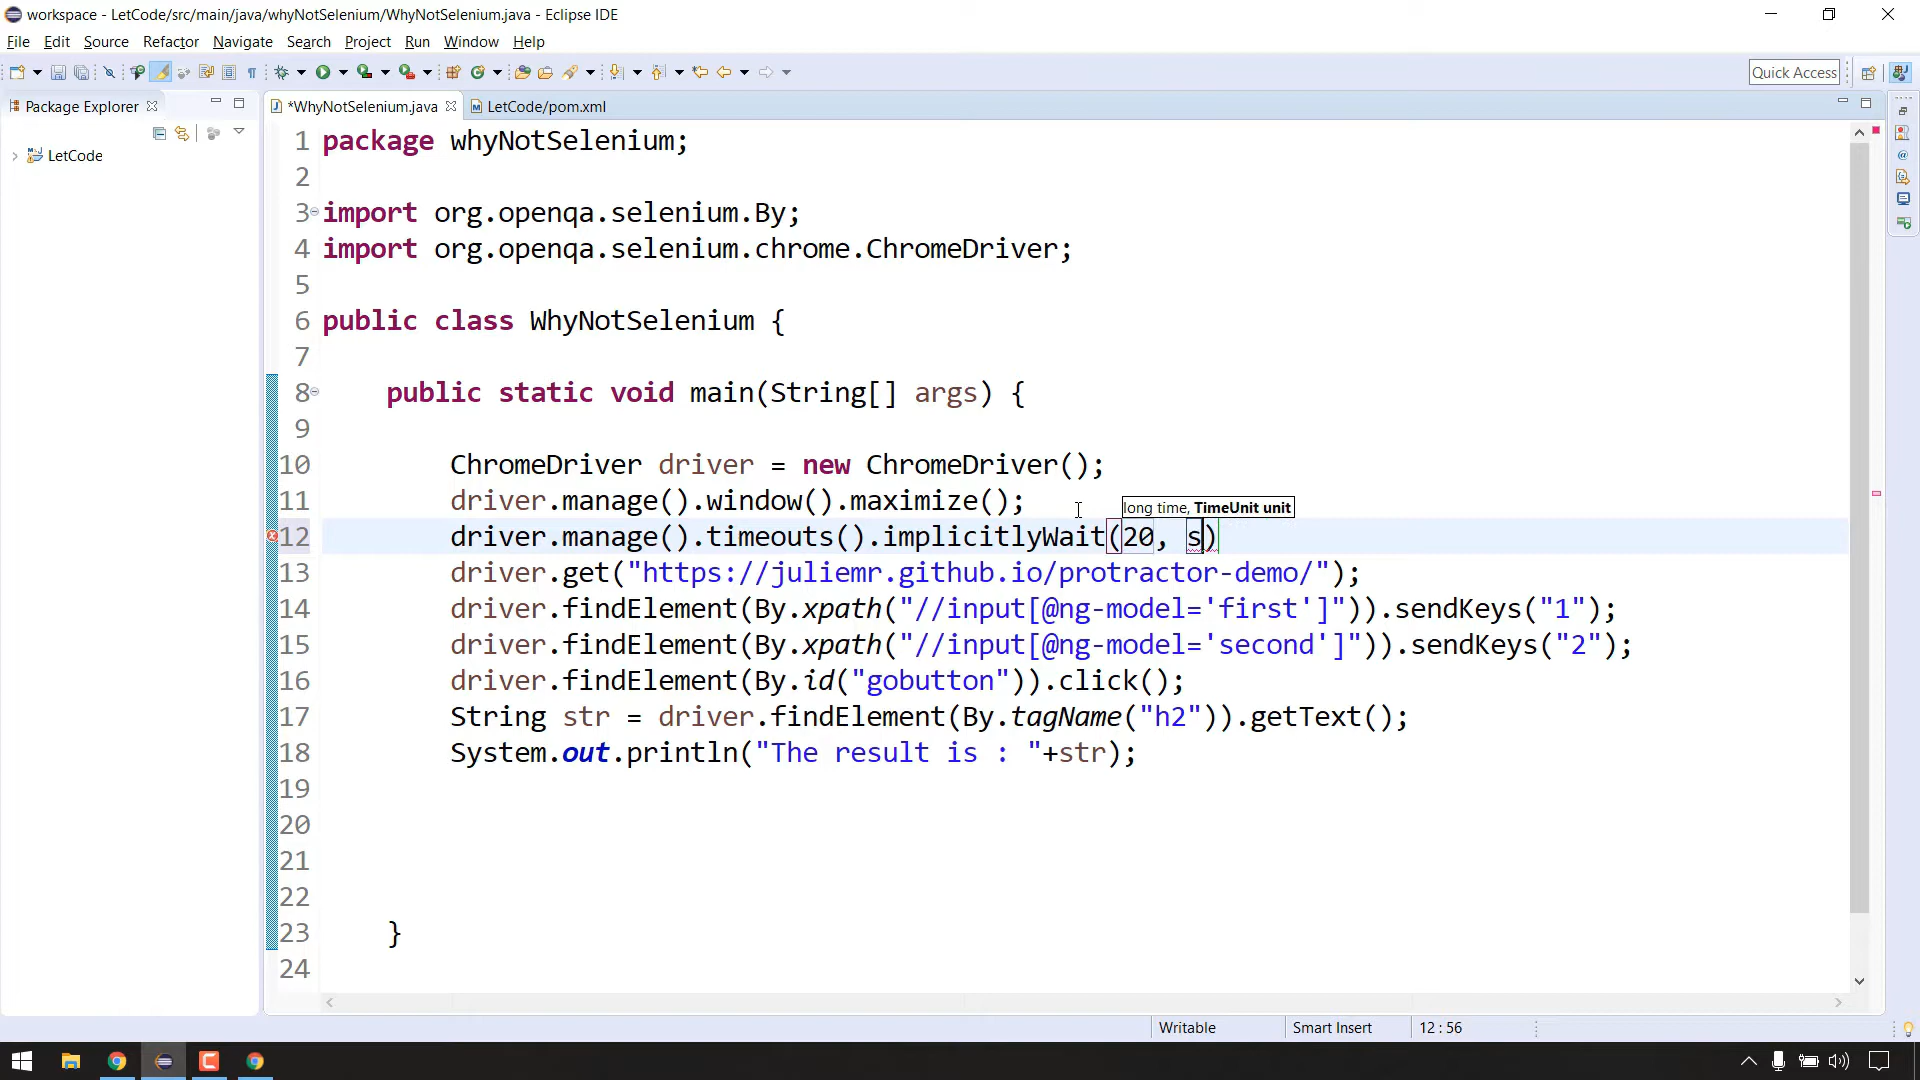 workspace - LetCode/src/main/java/whyNotSelenium/WhyNotSelenium.java - Eclipse IDE
File Edit Source Refactor Navigate Search Project Run Window Help
Quick Access
Package Explorer
*WhyNotSelenium.java
LetCode/pom.xml
LetCode
1 package whyNotSelenium;
2
3 import org.openqa.selenium.By;
4 import org.openqa.selenium.chrome.ChromeDriver;
5
6 public class WhyNotSelenium {
7
8 public static void main(String[] args) {
9
10 ChromeDriver driver = new ChromeDriver();
11 driver.manage().window().maximize();
long time, TimeUnit unit
12 driver.manage().timeouts().implicitlyWait(20, s)
13 driver.get("https://juliemr.github.io/protractor-demo/");
14 driver.findElement(By.xpath("//input[@ng-model='first']")).sendKeys("1");
15 driver.findElement(By.xpath("//input[@ng-model='second']")).sendKeys("2");
16 driver.findElement(By.id("gobutton")).click();
17 String str = driver.findElement(By.tagName("h2")).getText();
18 System.out.println("The result is : "+str);
19
20
21
22
23 }
24
Writable
Smart Insert
12 : 56